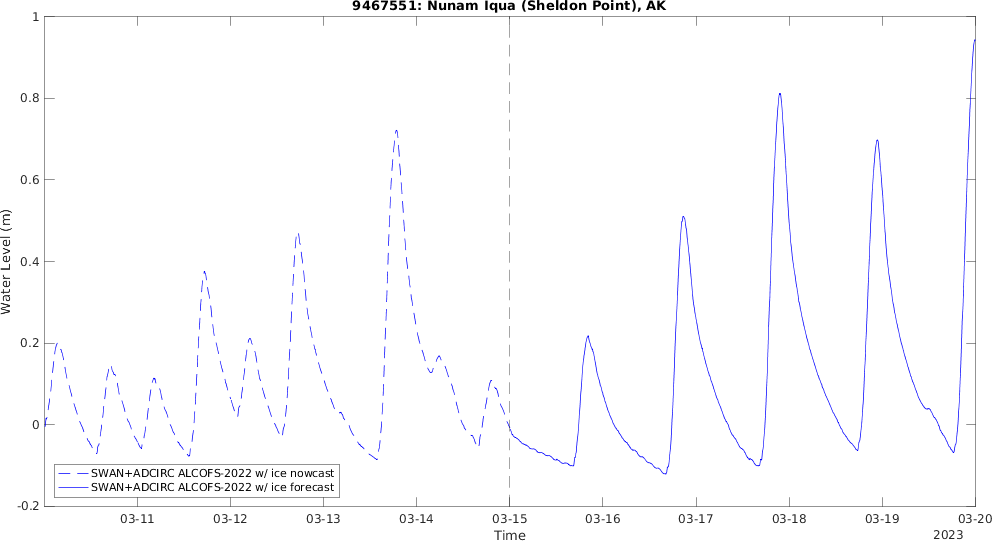 9467551: Nunam Iqua (Sheldon Point), AK
1
0.8
0.6
0.4
0.2
0
-0.2
Water Level (m)
SWAN+ADCIRC ALCOFS-2022 w/ ice nowcast
SWAN+ADCIRC ALCOFS-2022 w/ ice forecast
03-11 03-12 03-13 03-14 03-15 03-16 03-17 03-18 03-19 03-20
Time
2023